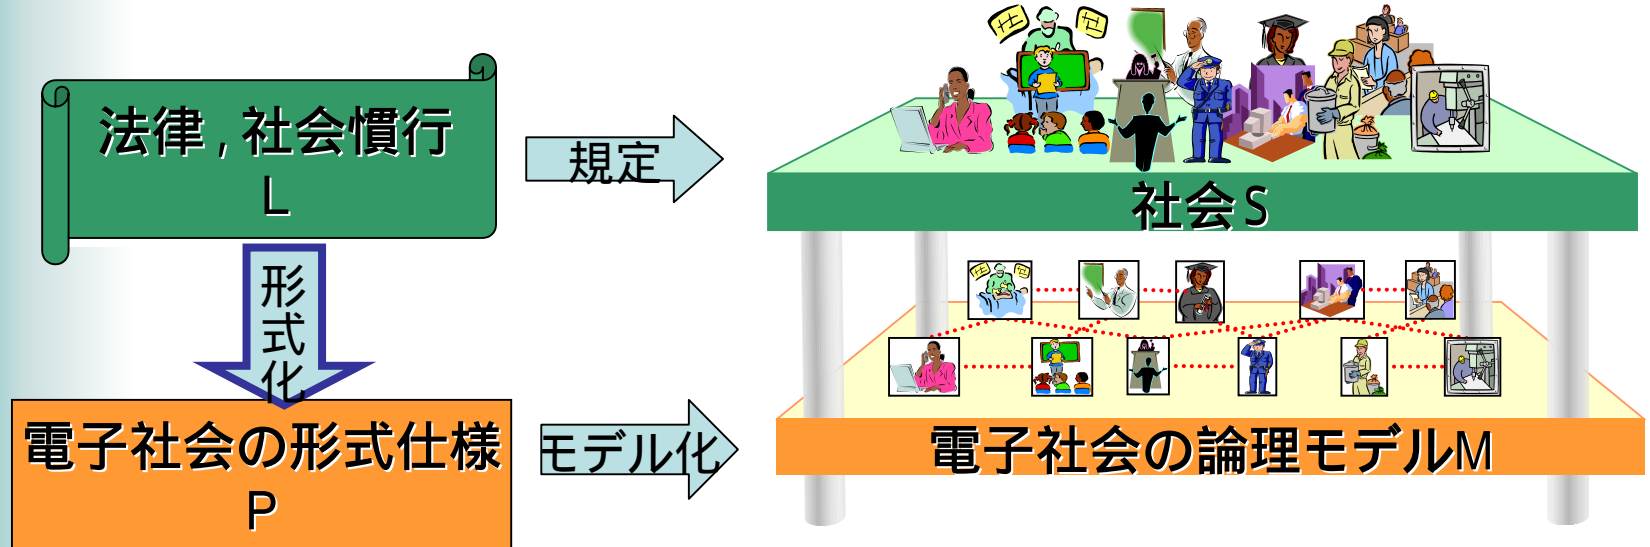 法律，社会慣行
L
規定
社会S
形式化
電子社会の形式仕様
P
モデル化
電子社会の論理モデルM